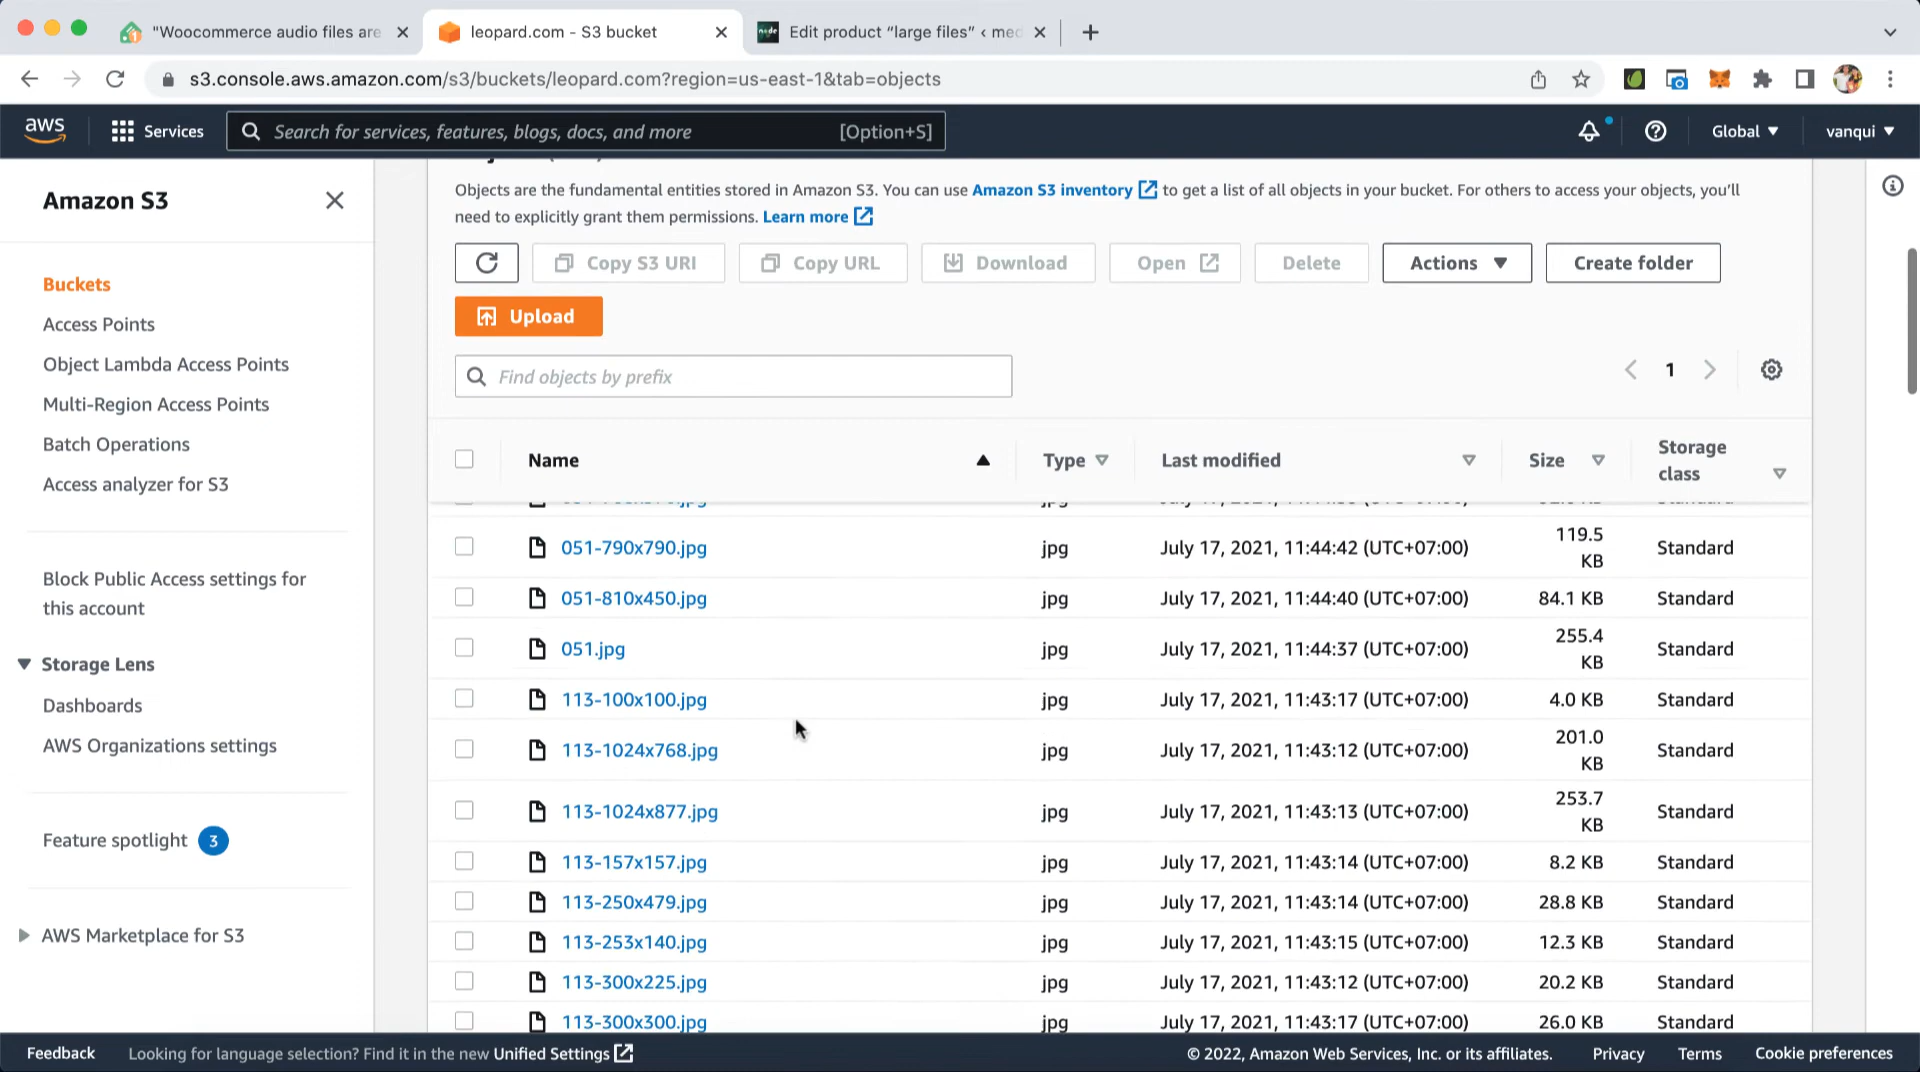 "Woocommerce audio files are
leopard.com - S3 bucket
Edit product “large files” ‹ med
s3.console.aws.amazon.com/s3/buckets/leopard.com?region=us-east-1&tab=objects
aws
Services
Search for services, features, blogs, docs, and more
[Option+S]
Global
vanqui
Amazon S3
Buckets
Access Points
Object Lambda Access Points
Multi-Region Access Points
Batch Operations
Access analyzer for S3
Block Public Access settings for
this account
Storage Lens
Dashboards
AWS Organizations settings
Feature spotlight 3
AWS Marketplace for S3
Objects are the fundamental entities stored in Amazon S3. You can use Amazon S3 inventory to get a list of all objects in your bucket. For others to access your objects, you’ll
need to explicitly grant them permissions. Learn more
Copy S3 URI
Copy URL
Download
Open
Delete
Actions
Create folder
Upload
Find objects by prefix
1
Name
Type
Last modified
Size
Storage
class
051-790x790.jpg jpg July 17, 2021, 11:44:42 (UTC+07:00) 119.5
KB Standard
051-810x450.jpg jpg July 17, 2021, 11:44:40 (UTC+07:00) 84.1 KB Standard
051.jpg jpg July 17, 2021, 11:44:37 (UTC+07:00) 255.4
KB Standard
113-100x100.jpg jpg July 17, 2021, 11:43:17 (UTC+07:00) 4.0 KB Standard
113-1024x768.jpg jpg July 17, 2021, 11:43:12 (UTC+07:00) 201.0
KB Standard
113-1024x877.jpg jpg July 17, 2021, 11:43:13 (UTC+07:00) 253.7
KB Standard
113-157x157.jpg jpg July 17, 2021, 11:43:14 (UTC+07:00) 8.2 KB Standard
113-250x479.jpg jpg July 17, 2021, 11:43:14 (UTC+07:00) 28.8 KB Standard
113-253x140.jpg jpg July 17, 2021, 11:43:15 (UTC+07:00) 12.3 KB Standard
113-300x225.jpg jpg July 17, 2021, 11:43:12 (UTC+07:00) 20.2 KB Standard
113-300x300.jpg jpg July 17, 2021, 11:43:17 (UTC+07:00) 26.0 KB Standard
Feedback
Looking for language selection? Find it in the new Unified Settings
© 2022, Amazon Web Services, Inc. or its affiliates.
Privacy
Terms
Cookie preferences